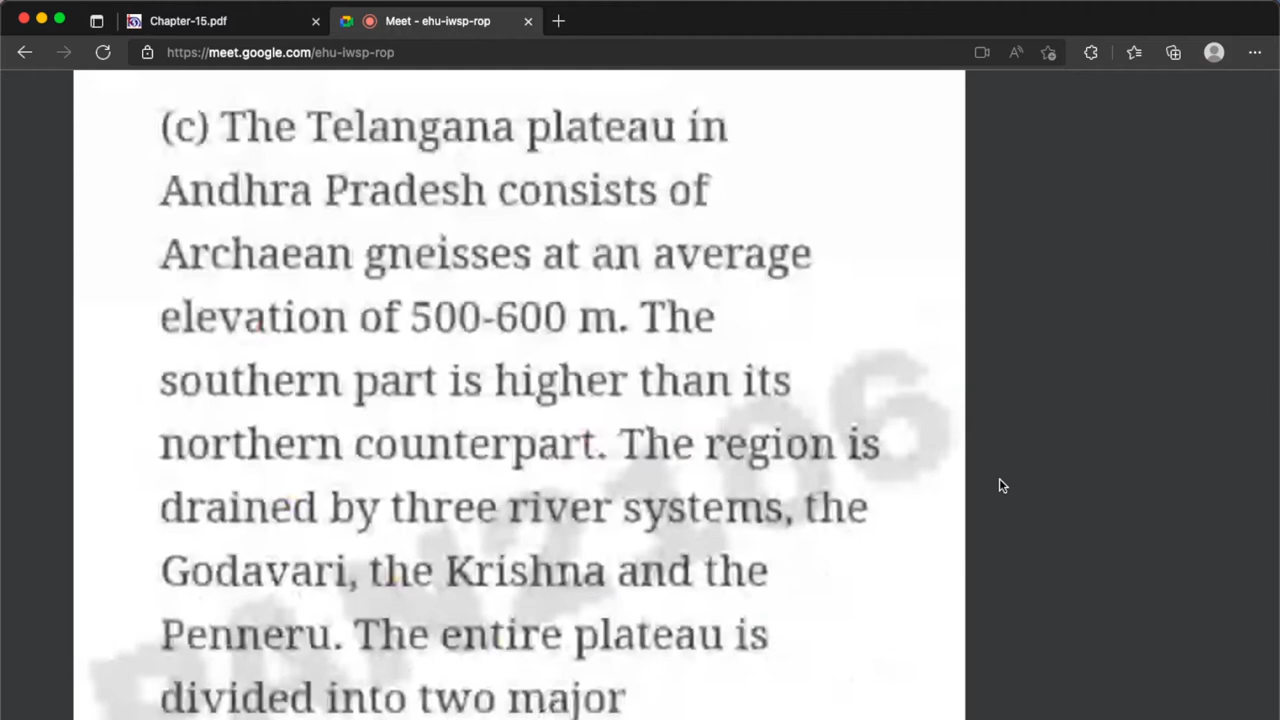 Chapter-15.pdf
Meet - ehu-iwsp-rop
https://meet.google.com/ehu-iwsp-rop
(c) The Telangana plateau in
Andhra Pradesh consists of
Archaean gneisses at an average
elevation of 500-600 m. The
southern part is higher than its
northern counterpart. The region is
drained by three river systems, the
Godavari, the Krishna and the
Penneru. The entire plateau is
divided into two major